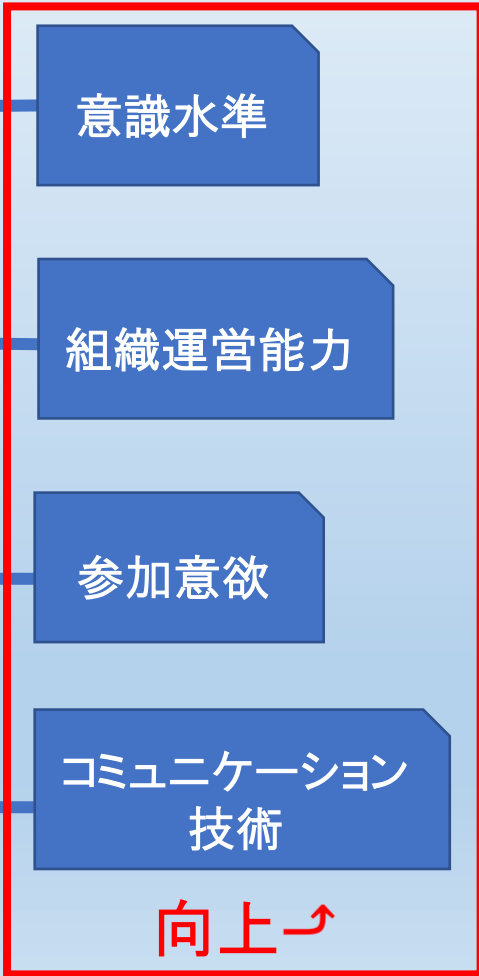 意識水準
組織運営能力
参加意欲
コミュニケーション
技術
向上⤴